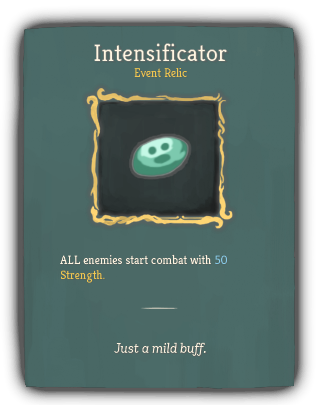 Intensificator
Event Relic
ALL enemies start combat with 50
Strength.
Just a mild buff.